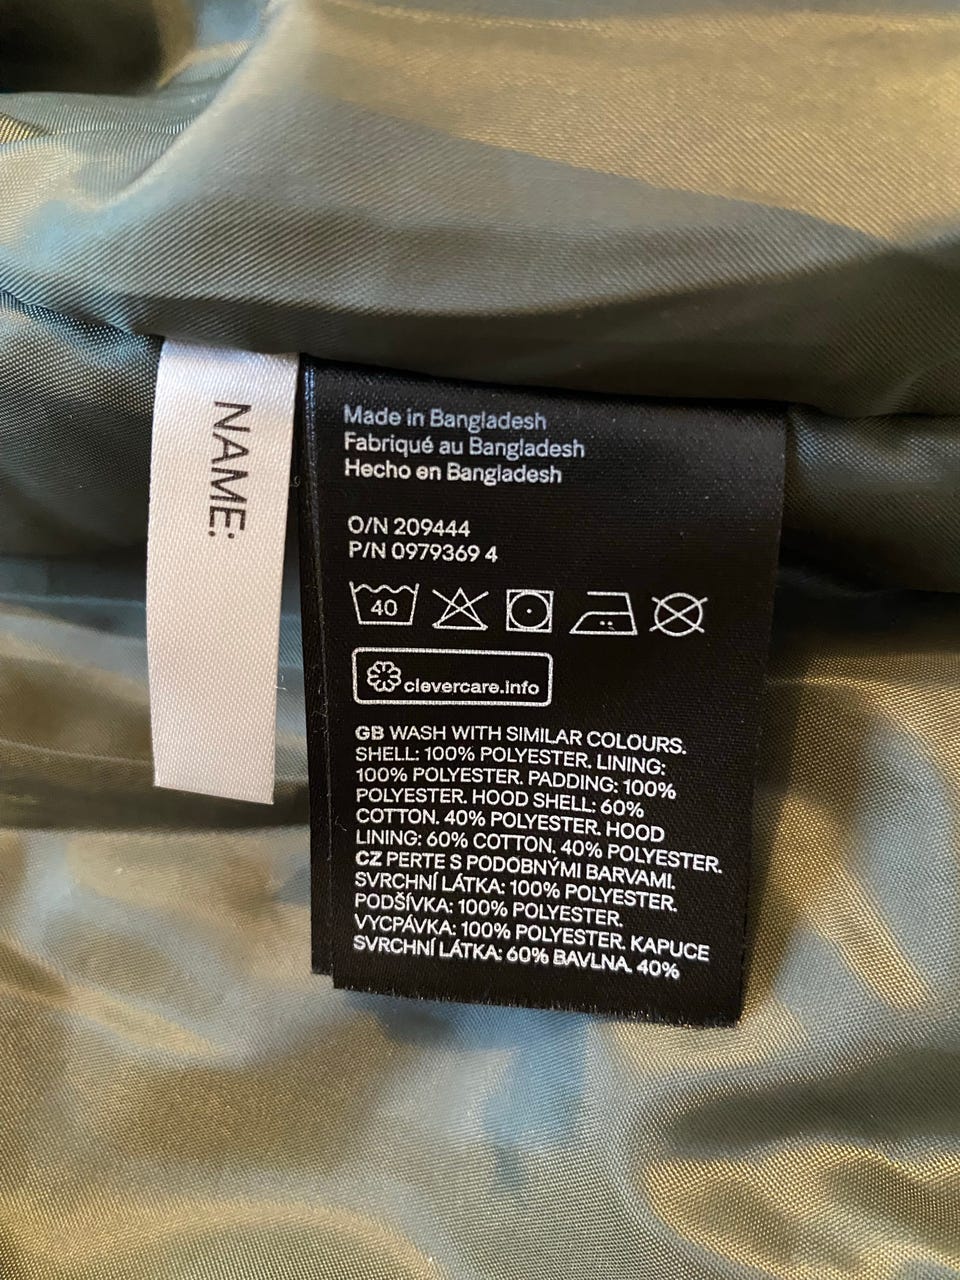 NAME:
Made in Bangladesh
Fabriqué au Bangladesh
Hecho en Bangladesh
O/N 209444
P/N 0979369 4
40
clevercare.info
GB WASH WITH SIMILAR COLOURS.
SHELL: 100% POLYESTER. LINING:
100% POLYESTER. PADDING: 100%
POLYESTER. HOOD SHELL: 60%
COTTON. 40% POLYESTER. HOOD
LINING: 60% COTTON. 40% POLYESTER.
CZ PERTE S PODOBNÝMI BARVAMI.
SVRCHNÍ LÁTKA: 100% POLYESTER.
PODŠÍVKA: 100% POLYESTER.
VYCPÁVKA: 100% POLYESTER. KAPUCE
SVRCHNÍ LÁTKA: 60% BAVLNA. 40%